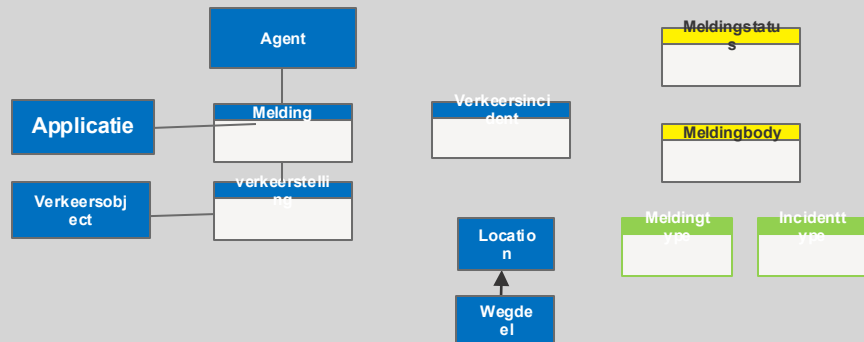 Agent
Meldingstatu
s
Applicatie
Melding
Verkeersinci
dent
Meldingbody
Verkeersobj
ect
verkeerstelli
ng
Locatio
n
Meldingt
ype
Incidentt
ype
Wegde
el